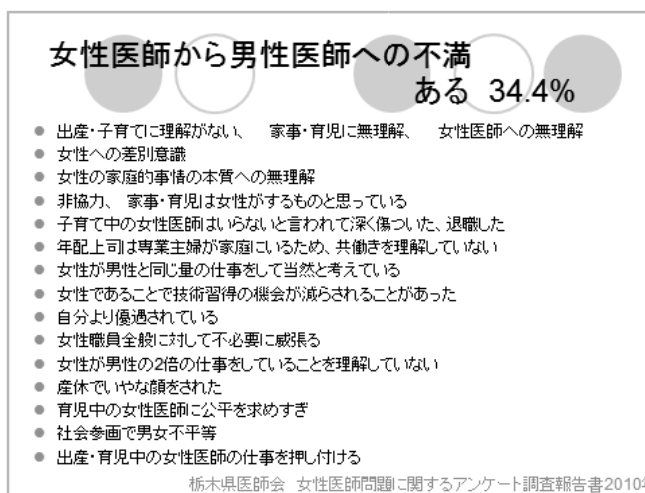 女性医師から男性医師への不満
ある 34.4%
● 出産・子育てに理解がない、 家事・育児に無理解、 女性医師への無理解
● 女性への差別意識
● 女性の家庭的事情の本質への無理解
● 非協力、 家事・育児は女性がするものと思っている
● 子育て中の女性医師はいらないと言われて深く傷ついた、退職した
● 年配上司は専業主婦が家庭にいるため、共働きを理解していない
● 女性が男性と同じ量の仕事をして当然と考えている
● 女性であることで技術習得の機会が減らされることがあった
● 自分より優遇されている
● 女性職員全般に対して不必要に威張る
● 女性が男性の2倍の仕事をしていることを理解していない
● 産休でいやな顔をされた
● 育児中の女性医師に公平を求めすぎ
● 社会参画で男女不平等
● 出産・育児中の女性医師の仕事を押し付ける
栃木県医師会 女性医師問題に関するアンケート調査報告書2010年